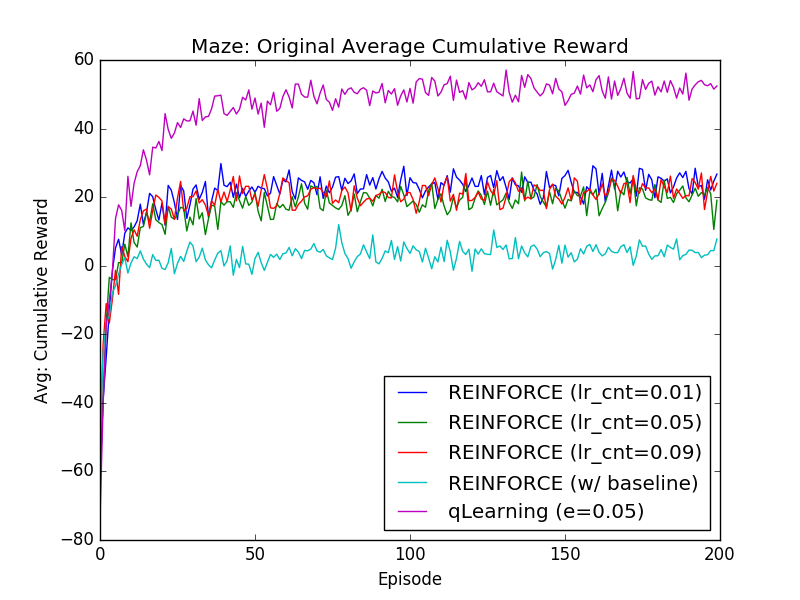 Maze: Original Average Cumulative Reward
60
40
20
0
−20
−40
−60
−80
Avg: Cumulative Reward
REINFORCE (lr_cnt=0.01)
REINFORCE (lr_cnt=0.05)
REINFORCE (lr_cnt=0.09)
REINFORCE (w/ baseline)
qLearning (e=0.05)
0 50 100 150 200
Episode